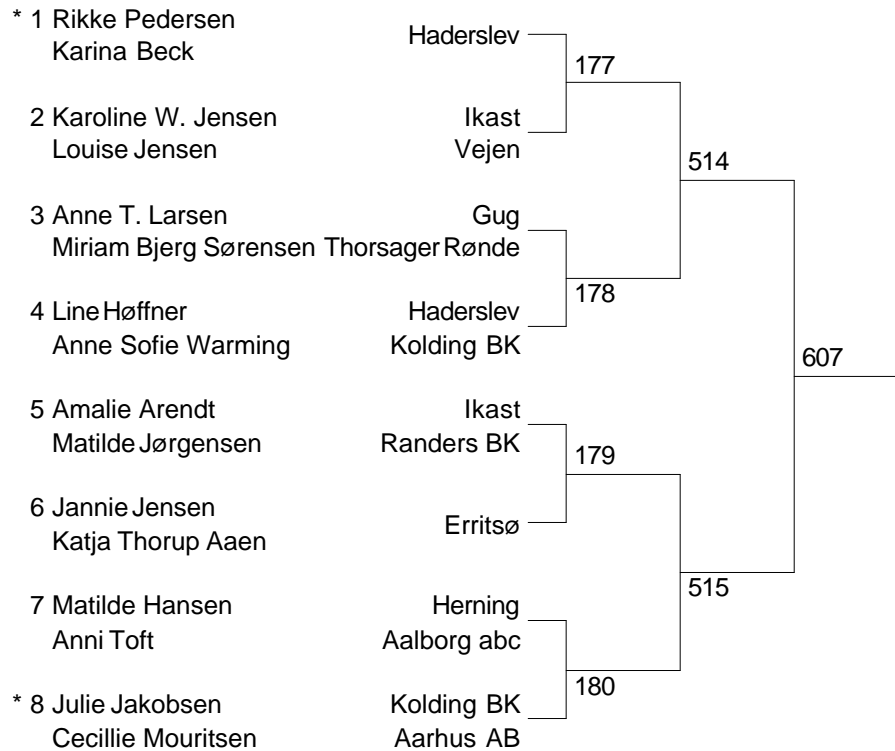 * 1 Rikke Pedersen Haderslev
Karina Beck
177
2 Karoline W. Jensen Ikast
Louise Jensen Vejen
514
3 Anne T. Larsen Gug
Miriam Bjerg Sørensen Thorsager Rønde
178
4 Line Høffner Haderslev
Anne Sofie Warming Kolding BK
607
5 Amalie Arendt Ikast
Matilde Jørgensen Randers BK
179
6 Jannie Jensen Erritsø
Katja Thorup Aaen
515
7 Matilde Hansen Herning
Anni Toft Aalborg abc
180
* 8 Julie Jakobsen Kolding BK
Cecillie Mouritsen Aarhus AB